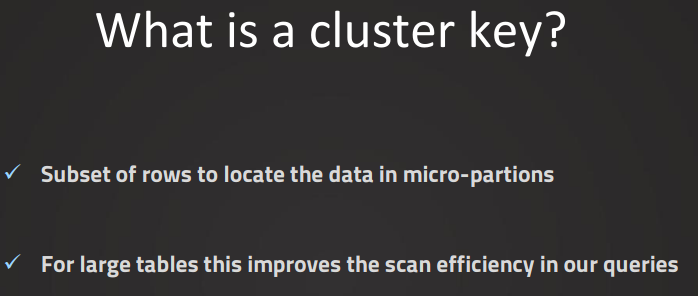 What is a cluster key?
Subset of rows to locate the data in micro-partions
For large tables this improves the scan efficiency in our queries